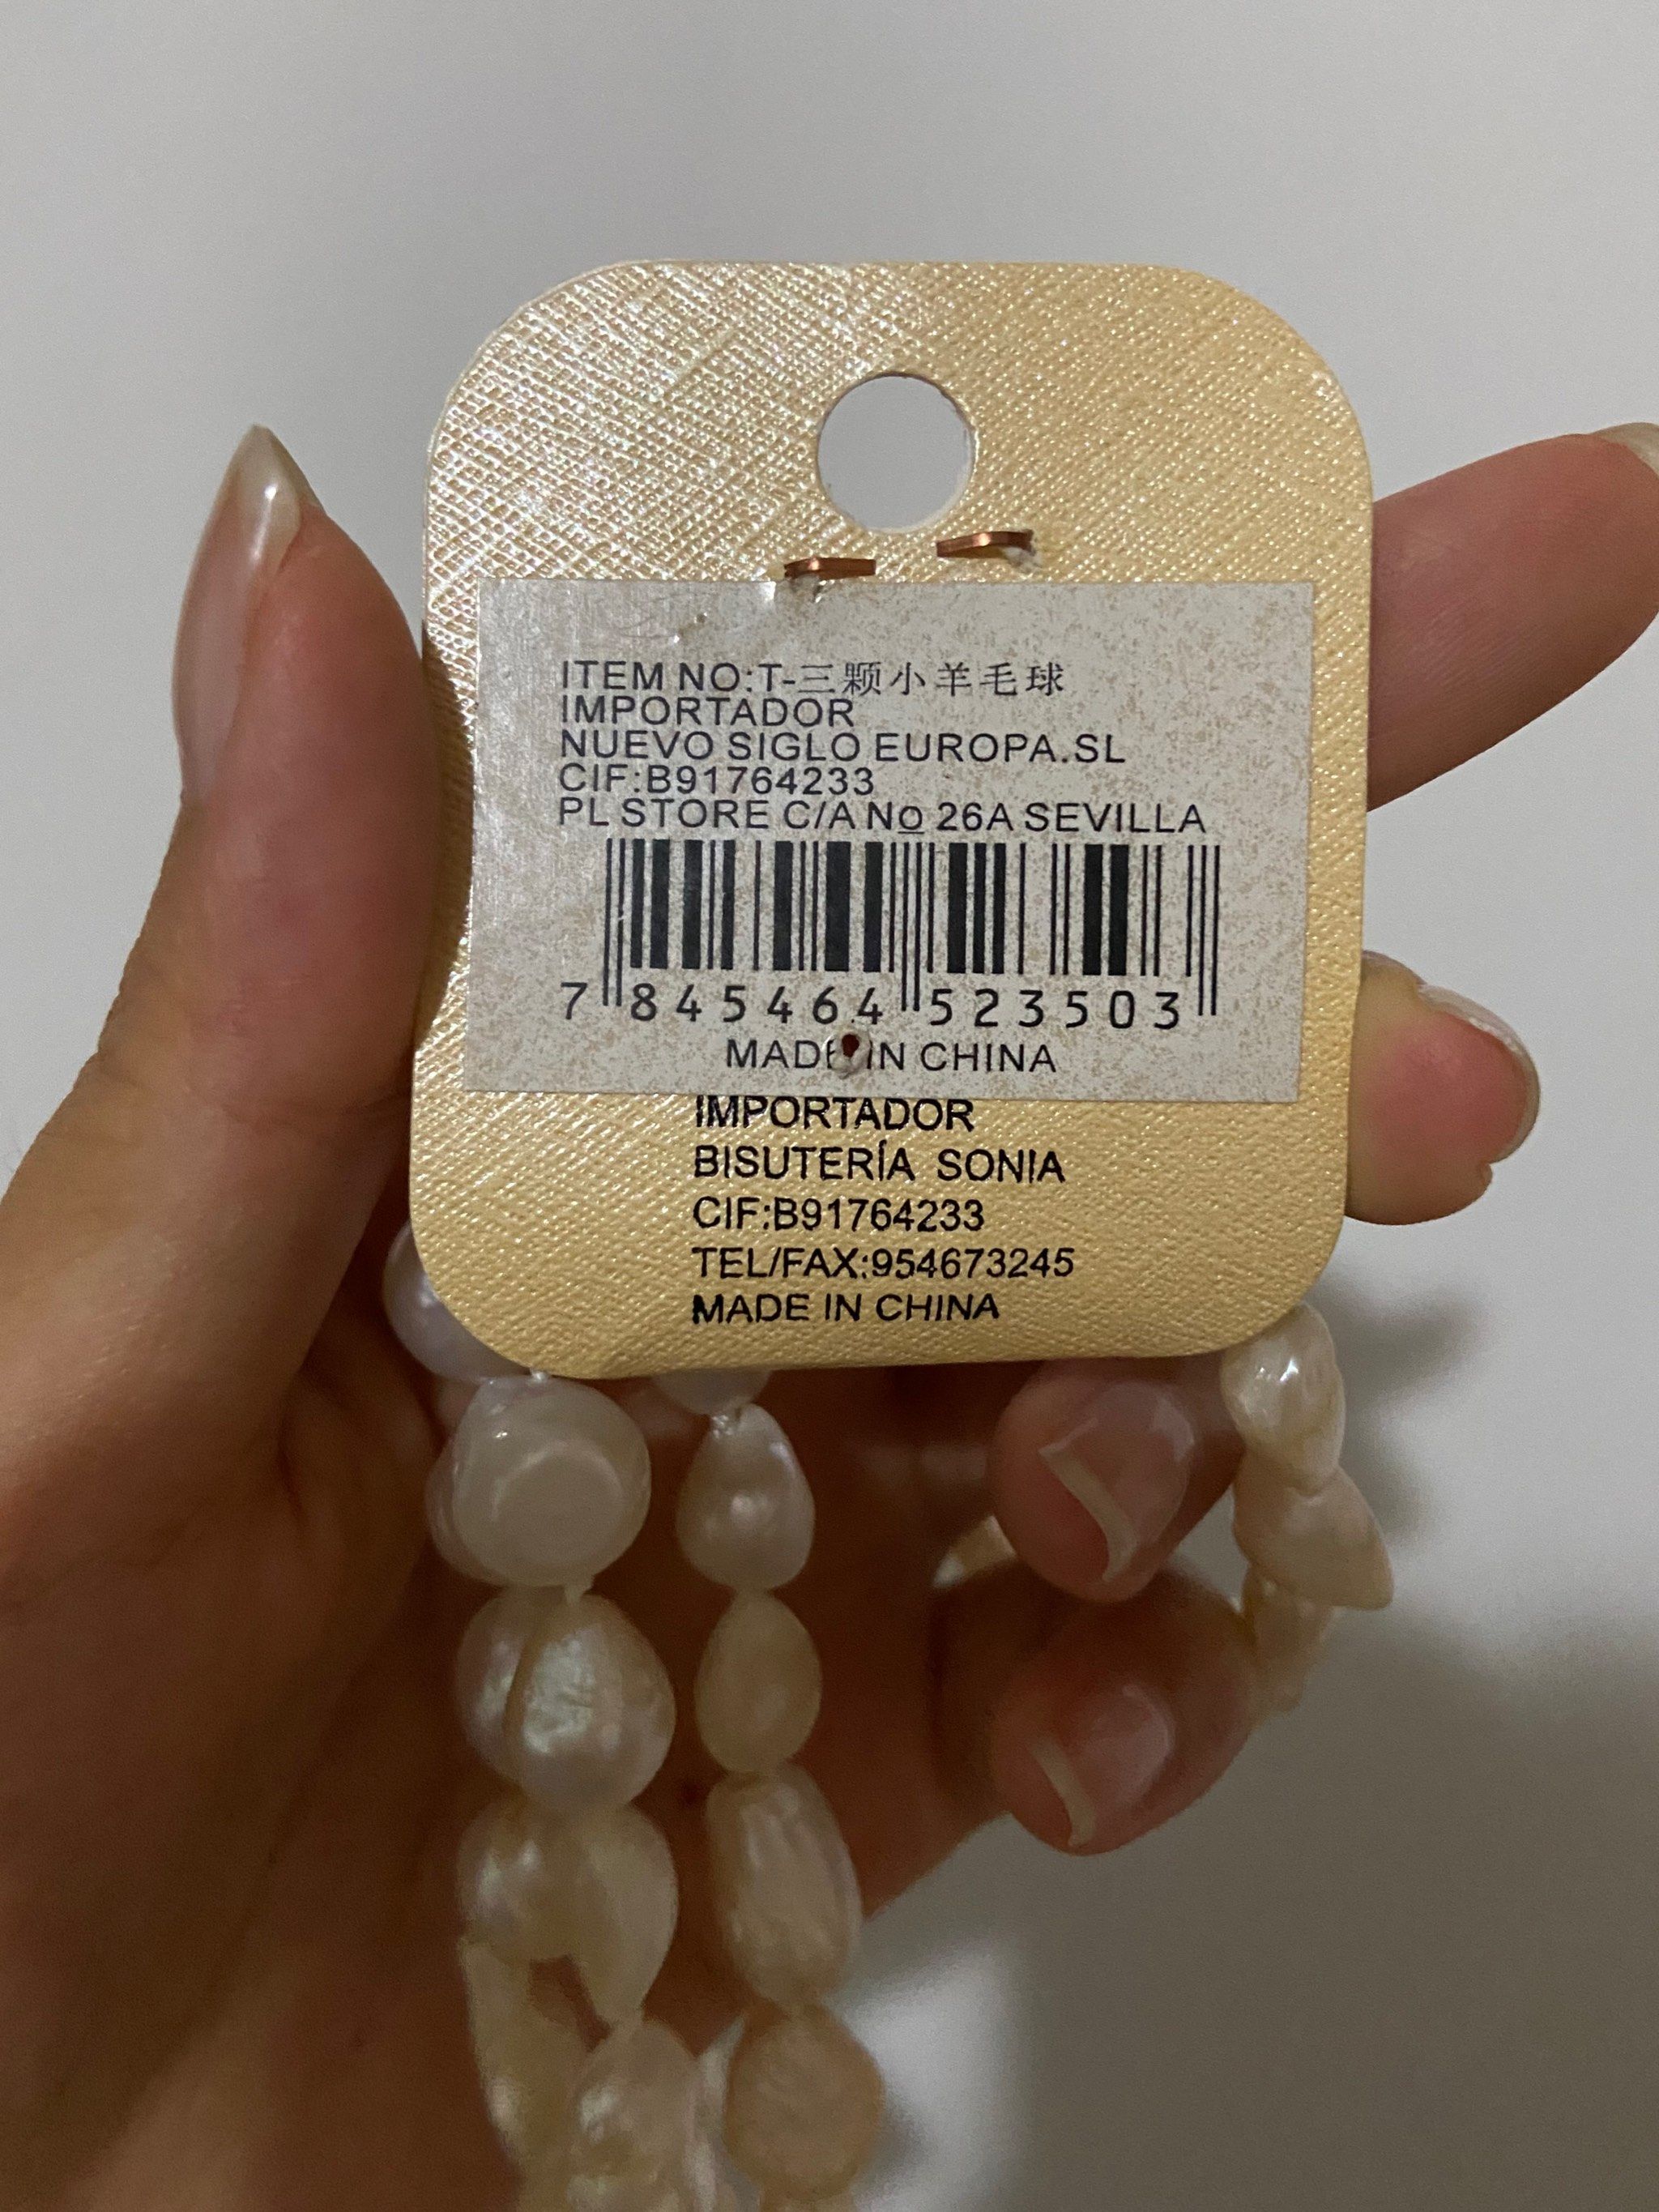 ITEM NO:T-三颗小羊毛球
IMPORTADOR
NUEVO SIGLO EUROPA.SL
CIF:B91764233
PL STORE C/A No 26A SEVILLA
7 845464 523503
MADE IN CHINA
IMPORTADOR
BISUTERÍA SONIA
CIF:B91764233
TEL/FAX:954673245
MADE IN CHINA